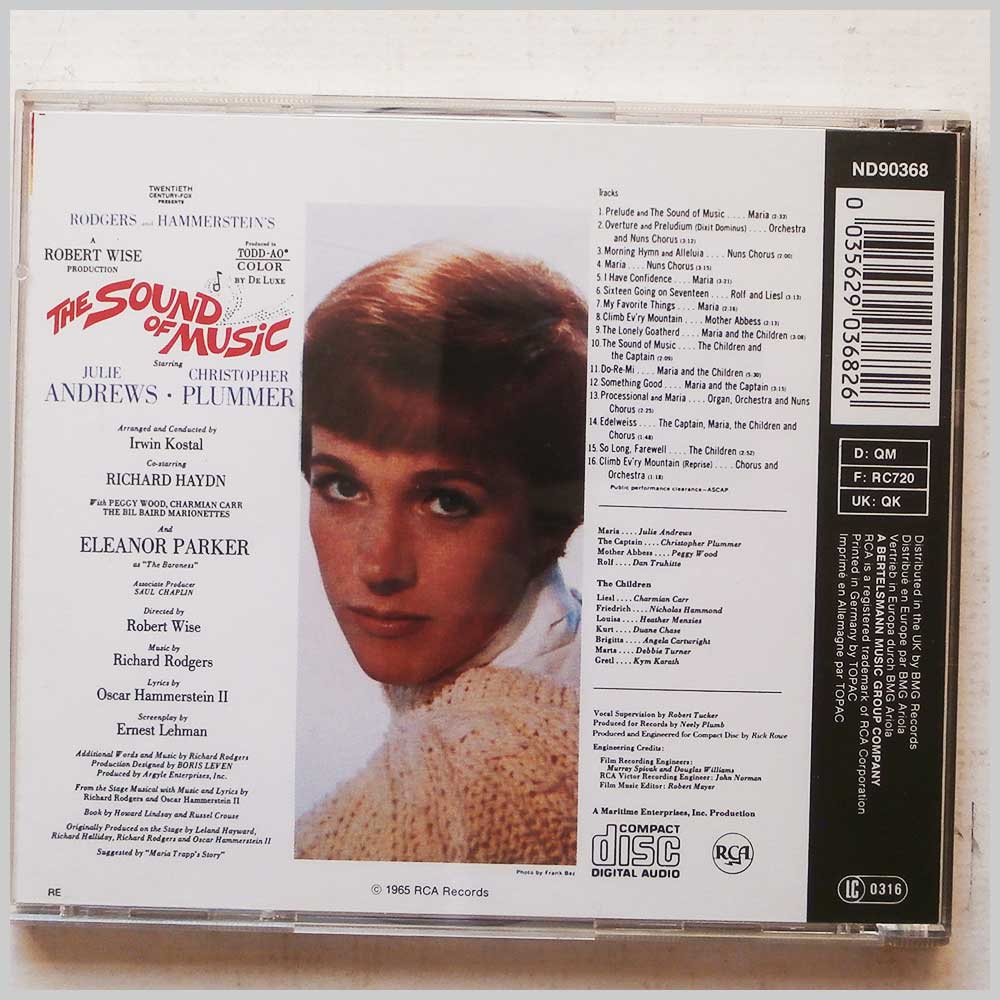 TWENTIETH
CENTURY-FOX
PRESENTS
RODGERS and HAMMERSTEIN'S
A
ROBERT WISE
PRODUCTION
Produced in
TODD-AO®
COLOR
BY DE LUXE
THE SOUND
OF MUSIC
Starring
JULIE
ANDREWS ·
CHRISTOPHER
PLUMMER
Arranged and Conducted by
Irwin Kostal
Co-starring
RICHARD HAYDN
With PEGGY WOOD, CHARMIAN CARR
THE BIL BAIRD MARIONETTES
And
ELEANOR PARKER
as "The Baroness"
Associate Producer
SAUL CHAPLIN
Directed by
Robert Wise
Music by
Richard Rodgers
Lyrics by
Oscar Hammerstein II
Screenplay by
Ernest Lehman
Additional Words and Music by Richard Rodgers
Production Designed by BORIS LEVEN
Produced by Argyle Enterprises, Inc.
From the Stage Musical with Music and Lyrics by
Richard Rodgers and Oscar Hammerstein II
Book by Howard Lindsay and Russel Crouse
Originally Produced on the Stage by Leland Hayward,
Richard Halliday, Richard Rodgers and Oscar Hammerstein II
Suggested by "Maria Trapp's Story"
RE
© 1965 RCA Records
Photo by Frank Bez
Tracks
1. Prelude and The Sound of Music .... Maria (2:33)
2. Overture and Preludium (Dixit Dominus) .... Orchestra
and Nuns Chorus (3:12)
3. Morning Hymn and Alleluia .... Nuns Chorus (2:00)
4. Maria .... Nuns Chorus (3:15)
5. I Have Confidence .... Maria (3:21)
6. Sixteen Going on Seventeen .... Rolf and Liesl (3:13)
7. My Favorite Things .... Maria (2:16)
8. Climb Ev'ry Mountain .... Mother Abbess (2:13)
9. The Lonely Goatherd .... Maria and the Children (3:08)
10. The Sound of Music .... The Children and
the Captain (2:09)
11. Do-Re-Mi .... Maria and the Children (5:30)
12. Something Good .... Maria and the Captain (3:15)
13. Processional and Maria .... Organ, Orchestra and Nuns
Chorus (2:25)
14. Edelweiss .... The Captain, Maria, the Children and
Chorus (1:48)
15. So Long, Farewell .... The Children (2:52)
16. Climb Ev'ry Mountain (Reprise) .... Chorus and
Orchestra (1:18)
Public performance clearance—ASCAP
Maria .... Julie Andrews
The Captain .... Christopher Plummer
Mother Abbess .... Peggy Wood
Rolf .... Dan Truhitte
The Children
Liesl .... Charmian Carr
Friedrich .... Nicholas Hammond
Louisa .... Heather Menzies
Kurt .... Duane Chase
Brigitta .... Angela Cartwright
Marta .... Debbie Turner
Gretl .... Kym Karath
Vocal Supervision by Robert Tucker
Produced for Records by Neely Plumb
Produced and Engineered for Compact Disc by Rick Rowe
Engineering Credits:
Film Recording Engineers:
Murray Spivak and Douglas Williams
RCA Victor Recording Engineer: John Norman
Film Music Editor: Robert Mayer
A Maritime Enterprises, Inc. Production
COMPACT
disc
DIGITAL AUDIO
RCA
ND90368
0 035629 036826
D: QM
F: RC720
UK: QK
Distributed in the UK by BMG Records
Distribué en Europe par BMG Ariola
Vertrieb in Europa durch BMG Ariola
A BERTELSMANN MUSIC GROUP COMPANY
RCA is a registered trademark of RCA Corporation
Printed in Germany by TOPAC
Imprimé en Allemagne par TOPAC
LC 0316